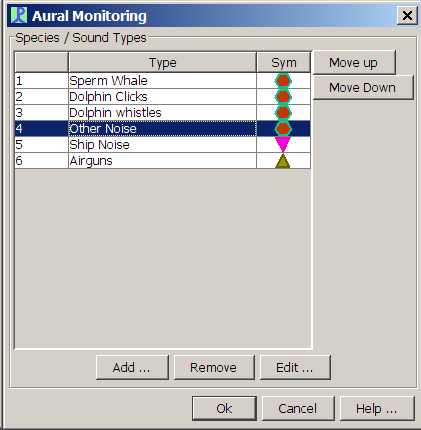 Aural Monitoring
Species / Sound Types
Type Sym
1 Sperm Whale
2 Dolphin Clicks
3 Dolphin whistles
4 Other Noise
5 Ship Noise
6 Airguns
Move up
Move Down
Add ... Remove Edit ...
Ok Cancel Help ...